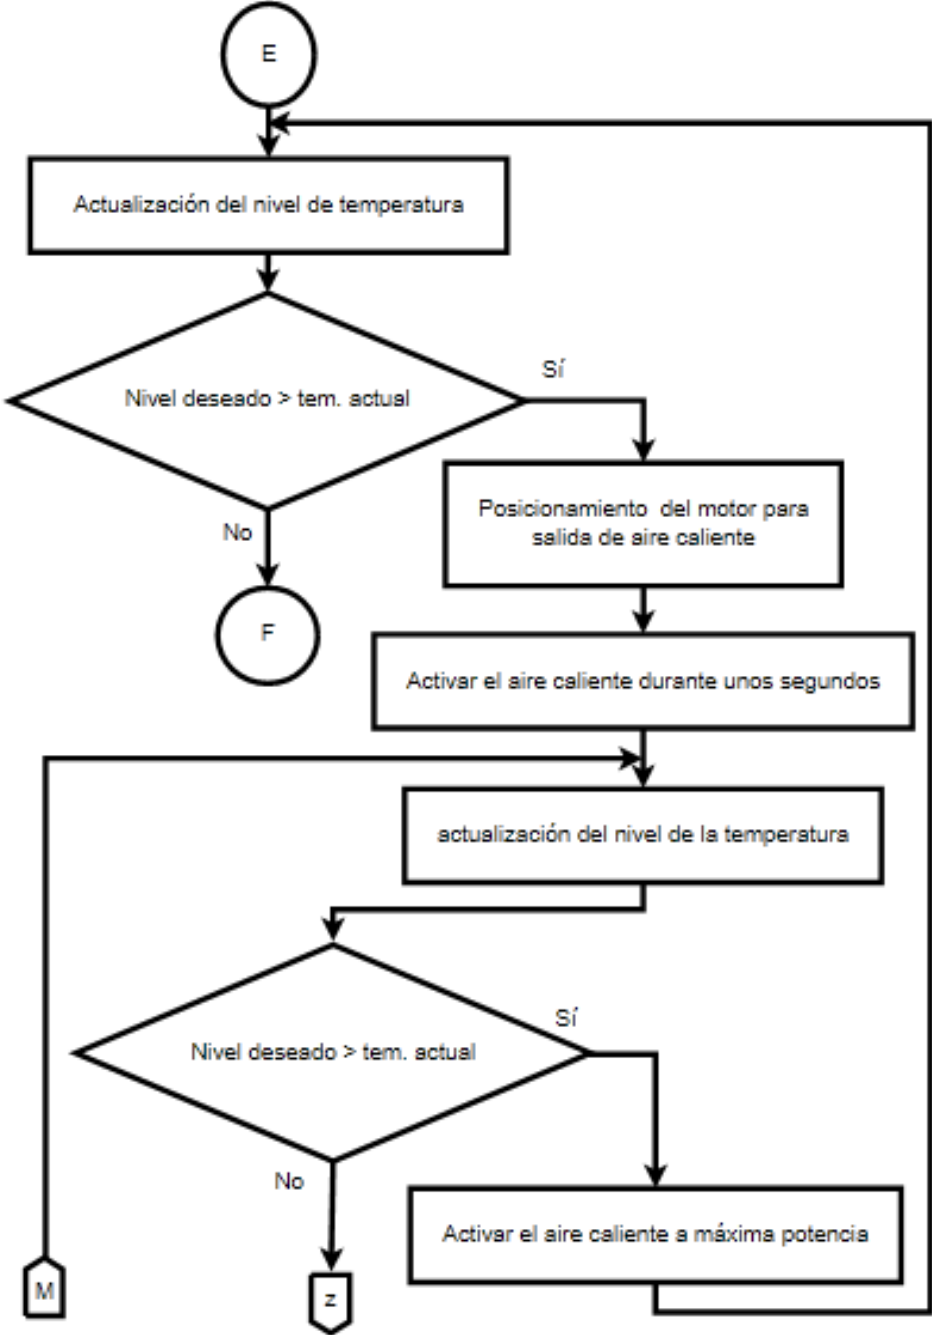 E
Actualización del nivel de temperatura
Nivel deseado > tem. actual
Sí
No
Posicionamiento del motor para
salida de aire caliente
F
Activar el aire caliente durante unos segundos
actualización del nivel de la temperatura
Nivel deseado > tem. actual
Sí
No
Activar el aire caliente a máxima potencia
M
z